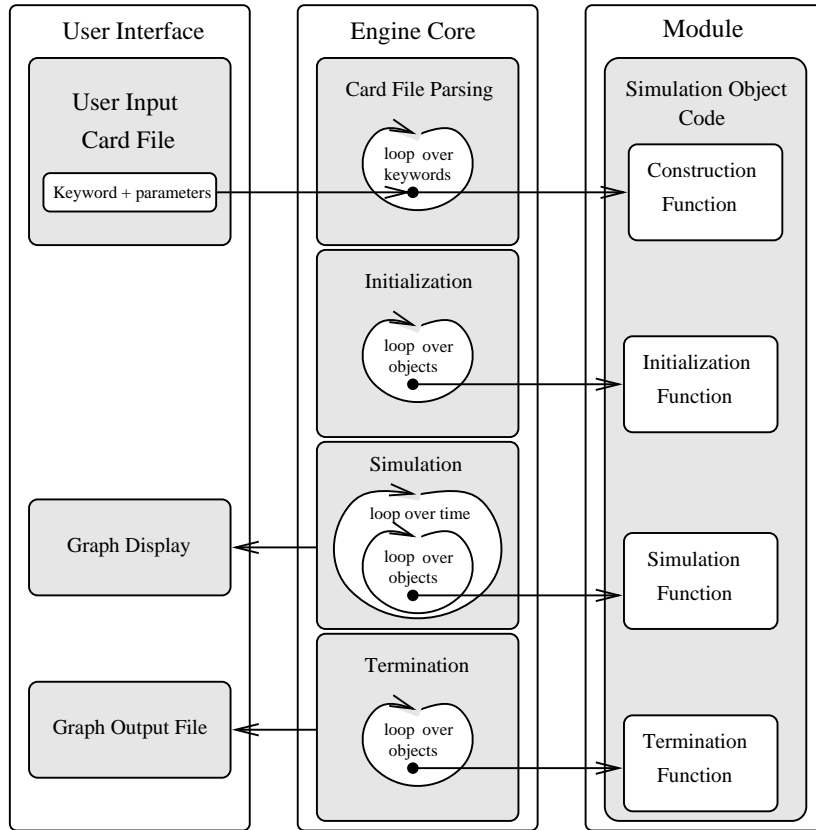 User Interface
User Input
Card File
Keyword + parameters
Graph Display
Graph Output File
Engine Core
Card File Parsing
loop over
keywords
Initialization
loop over
objects
Simulation
loop over time
loop over
objects
Termination
loop over
objects
Module
Simulation Object
Code
Construction
Function
Initialization
Function
Simulation
Function
Termination
Function